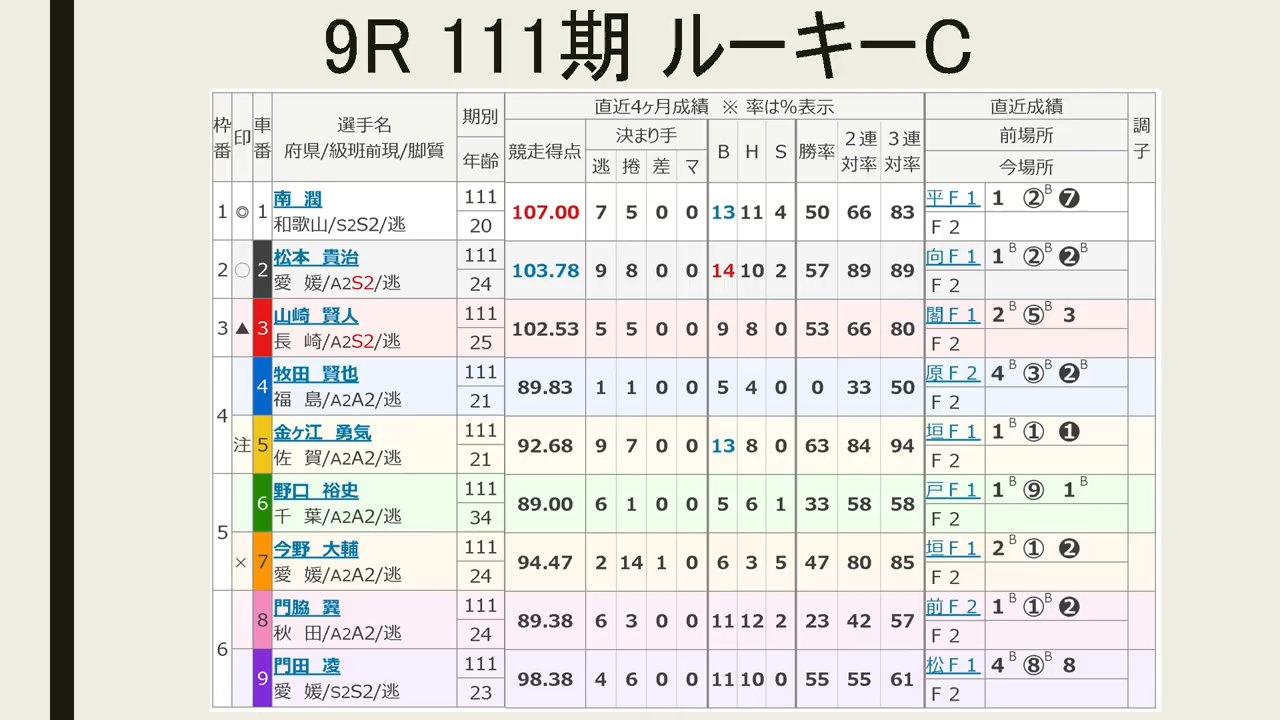 9R 111期 ルーキーC
枠番 印 車番 選手名 府県/級班前現/脚質 期別 年齢 直近4ヶ月成績 ※ 率は%表示 直近成績 調子
競走得点 決まり手 B H S 勝率 2連対率 3連対率 前場所 今場所
逃 捲 差 マ
1 ◎ 1 南 潤 111 107.00 7 5 0 0 13 11 4 50 66 83 平F1 1 ②B ❼
和歌山/S2S2/逃 20 F2
2 ○ 2 松本 貴治 111 103.78 9 8 0 0 14 10 2 57 89 89 向F1 1B ②B ❷B
愛 媛/A2S2/逃 24 F2
3 ▲ 3 山崎 賢人 111 102.53 5 5 0 0 9 8 0 53 66 80 閣F1 2B ⑤B 3
長 崎/A2S2/逃 25 F2
4 4 牧田 賢也 111 89.83 1 1 0 0 5 4 0 0 33 50 原F2 4B ③B ❷B
福 島/A2A2/逃 21 F2
注 5 金ケ江 勇気 111 92.68 9 7 0 0 13 8 0 63 84 94 垣F1 1B ① ❶
佐 賀/A2A2/逃 21 F2
5 6 野口 裕史 111 89.00 6 1 0 0 5 6 1 33 58 58 戸F1 1B ⑨ 1B
千 葉/A2A2/逃 34 F2
× 7 今野 大輔 111 94.47 2 14 1 0 6 3 5 47 80 85 垣F1 2B ① ❷
愛 媛/A2A2/逃 24 F2
6 8 門脇 翼 111 89.38 6 3 0 0 11 12 2 23 42 57 前F2 1B ①B ❷
秋 田/A2A2/逃 24 F2
9 門田 凌 111 98.38 4 6 0 0 11 10 0 55 55 61 松F1 4B ⑧B 8
愛 媛/S2S2/逃 23 F2